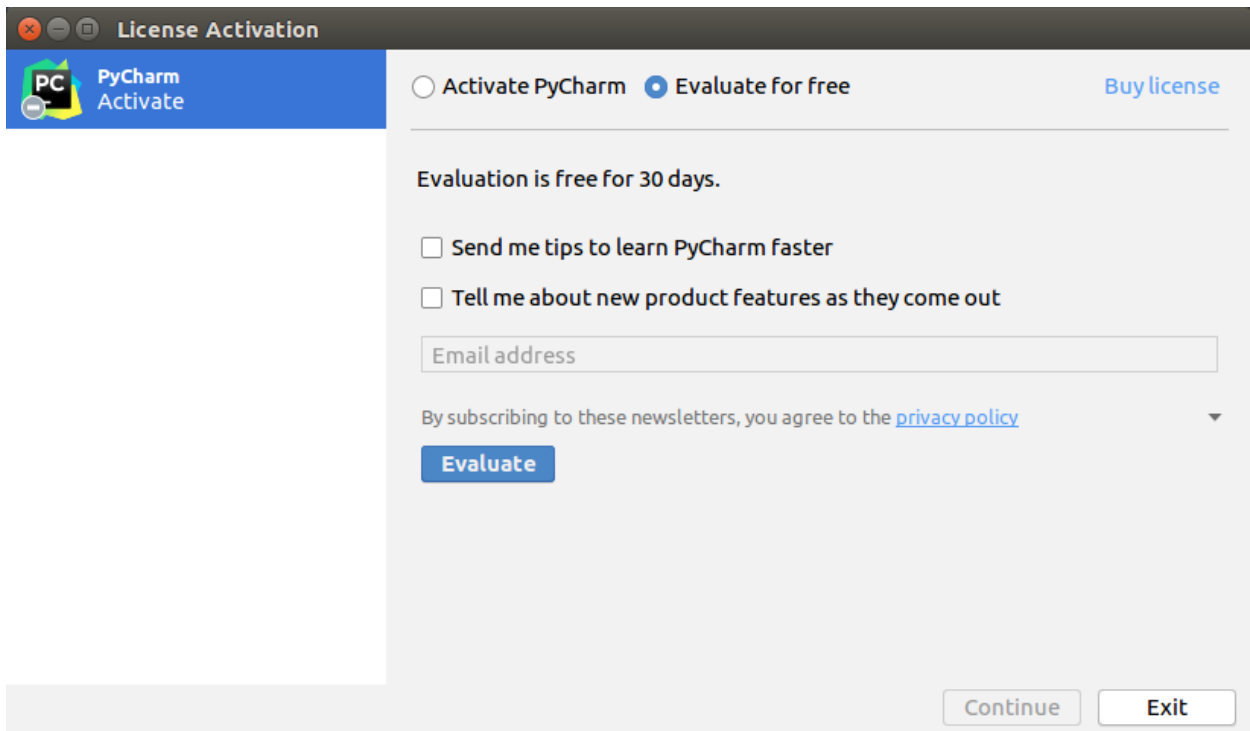 License Activation
PC
PyCharm
Activate
Activate PyCharm Evaluate for free Buy license
Evaluation is free for 30 days.
Send me tips to learn PyCharm faster
Tell me about new product features as they come out
Email address
By subscribing to these newsletters, you agree to the privacy policy
Evaluate
Continue Exit